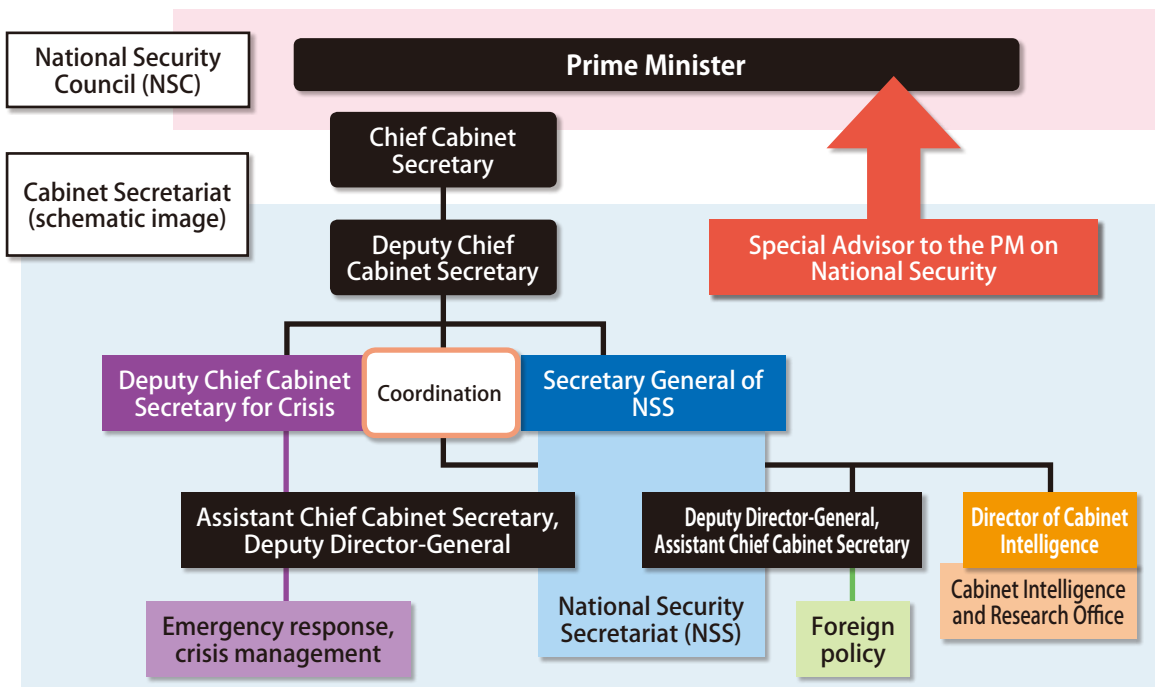 National Security
Council (NSC)
Prime Minister
Chief Cabinet
Secretary
Cabinet Secretariat
(schematic image)
Deputy Chief
Cabinet Secretary
Special Advisor to the PM on
National Security
Deputy Chief Cabinet
Secretary for Crisis
Coordination
Secretary General of
NSS
Assistant Chief Cabinet Secretary,
Deputy Director-General
Deputy Director-General,
Assistant Chief Cabinet Secretary
Director of Cabinet
Intelligence
Emergency response,
crisis management
National Security
Secretariat (NSS)
Foreign
policy
Cabinet Intelligence
and Research Office